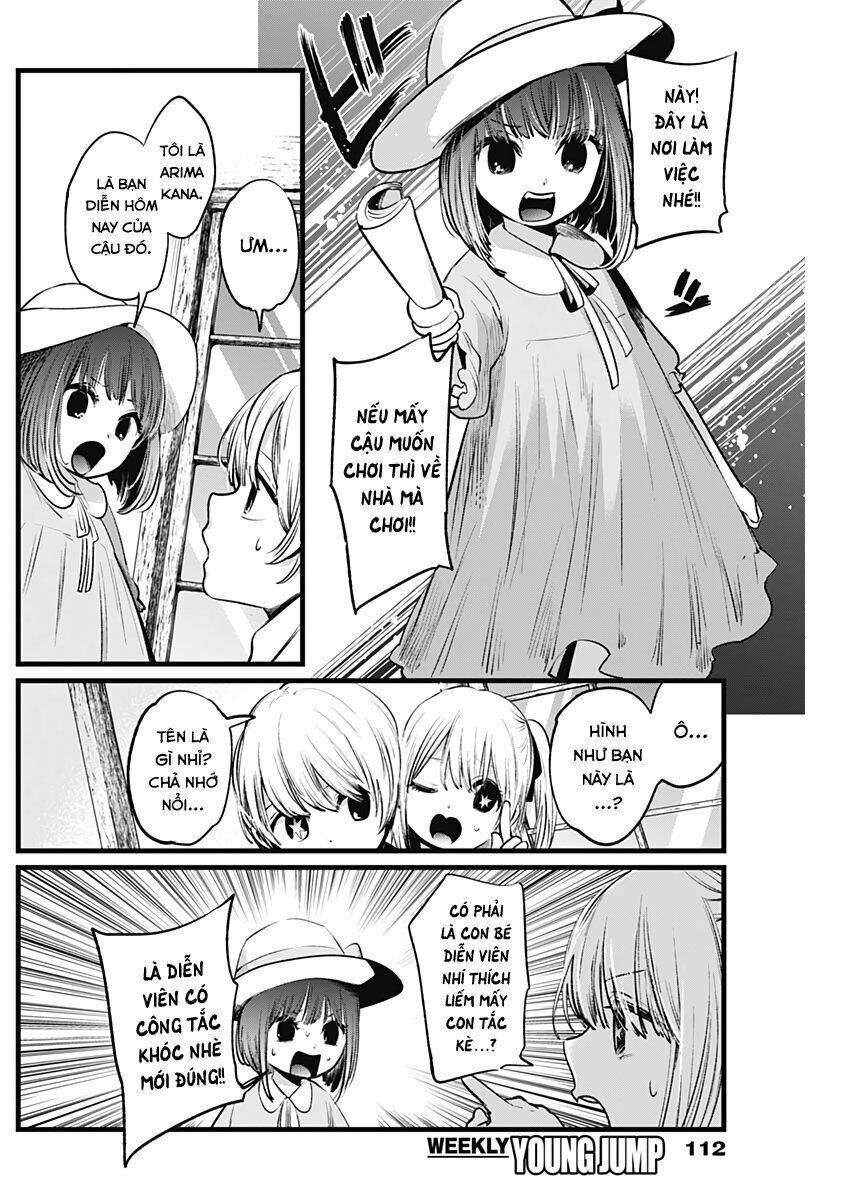 ビ
NÀY!
ĐÂY LÀ
NƠI LÀM
VIỆC
NHÉ!!
NẾU MẤY
CẬU MUỐN
CHƠI THÌ VỀ
NHÀ MÀ
CHƠI!!
ƯM...
TÔI LÀ
ARIMA
KANA.
LÀ BẠN
DIỄN HÔM
NAY CỦA
CẬU ĐÓ.
Ô...
HÌNH
NHƯ BẠN
NÀY LÀ
...?
TÊN LÀ
GÌ NHỈ?
CHẢ NHỚ
NỔI...
CÓ PHẢI
LÀ CON BÉ
DIỄN VIÊN
NHÍ THÍCH
LIẾM MẤY
CON TẮC
KÈ...?
LÀ DIỄN
VIÊN CÓ
CÔNG TẮC
KHÓC NHÈ
MỚI ĐÚNG!!
WEEKLY YOUNG JUMP 112